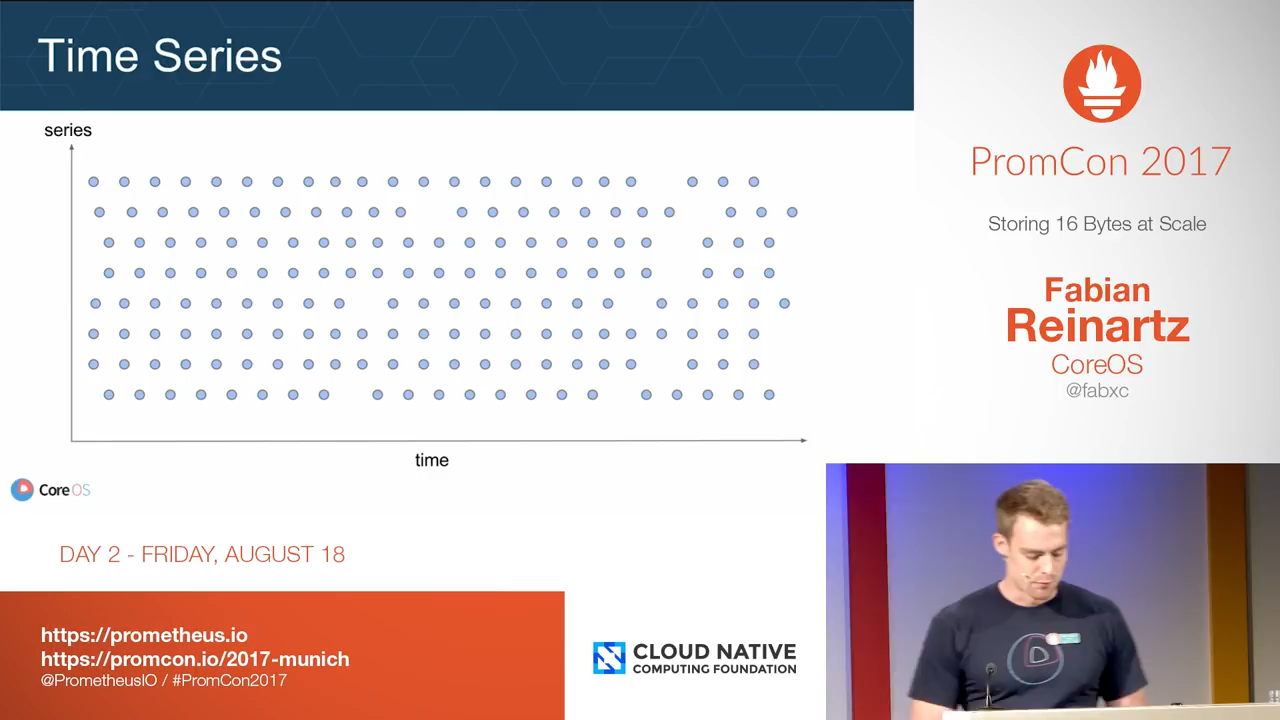 Time Series
series
time
CoreOS
DAY 2 - FRIDAY, AUGUST 18
https://prometheus.io
https://promcon.io/2017-munich
@PrometheusIO / #PromCon2017
CLOUD NATIVE
COMPUTING FOUNDATION
PromCon 2017
Storing 16 Bytes at Scale
Fabian
Reinartz
CoreOS
@fabxc